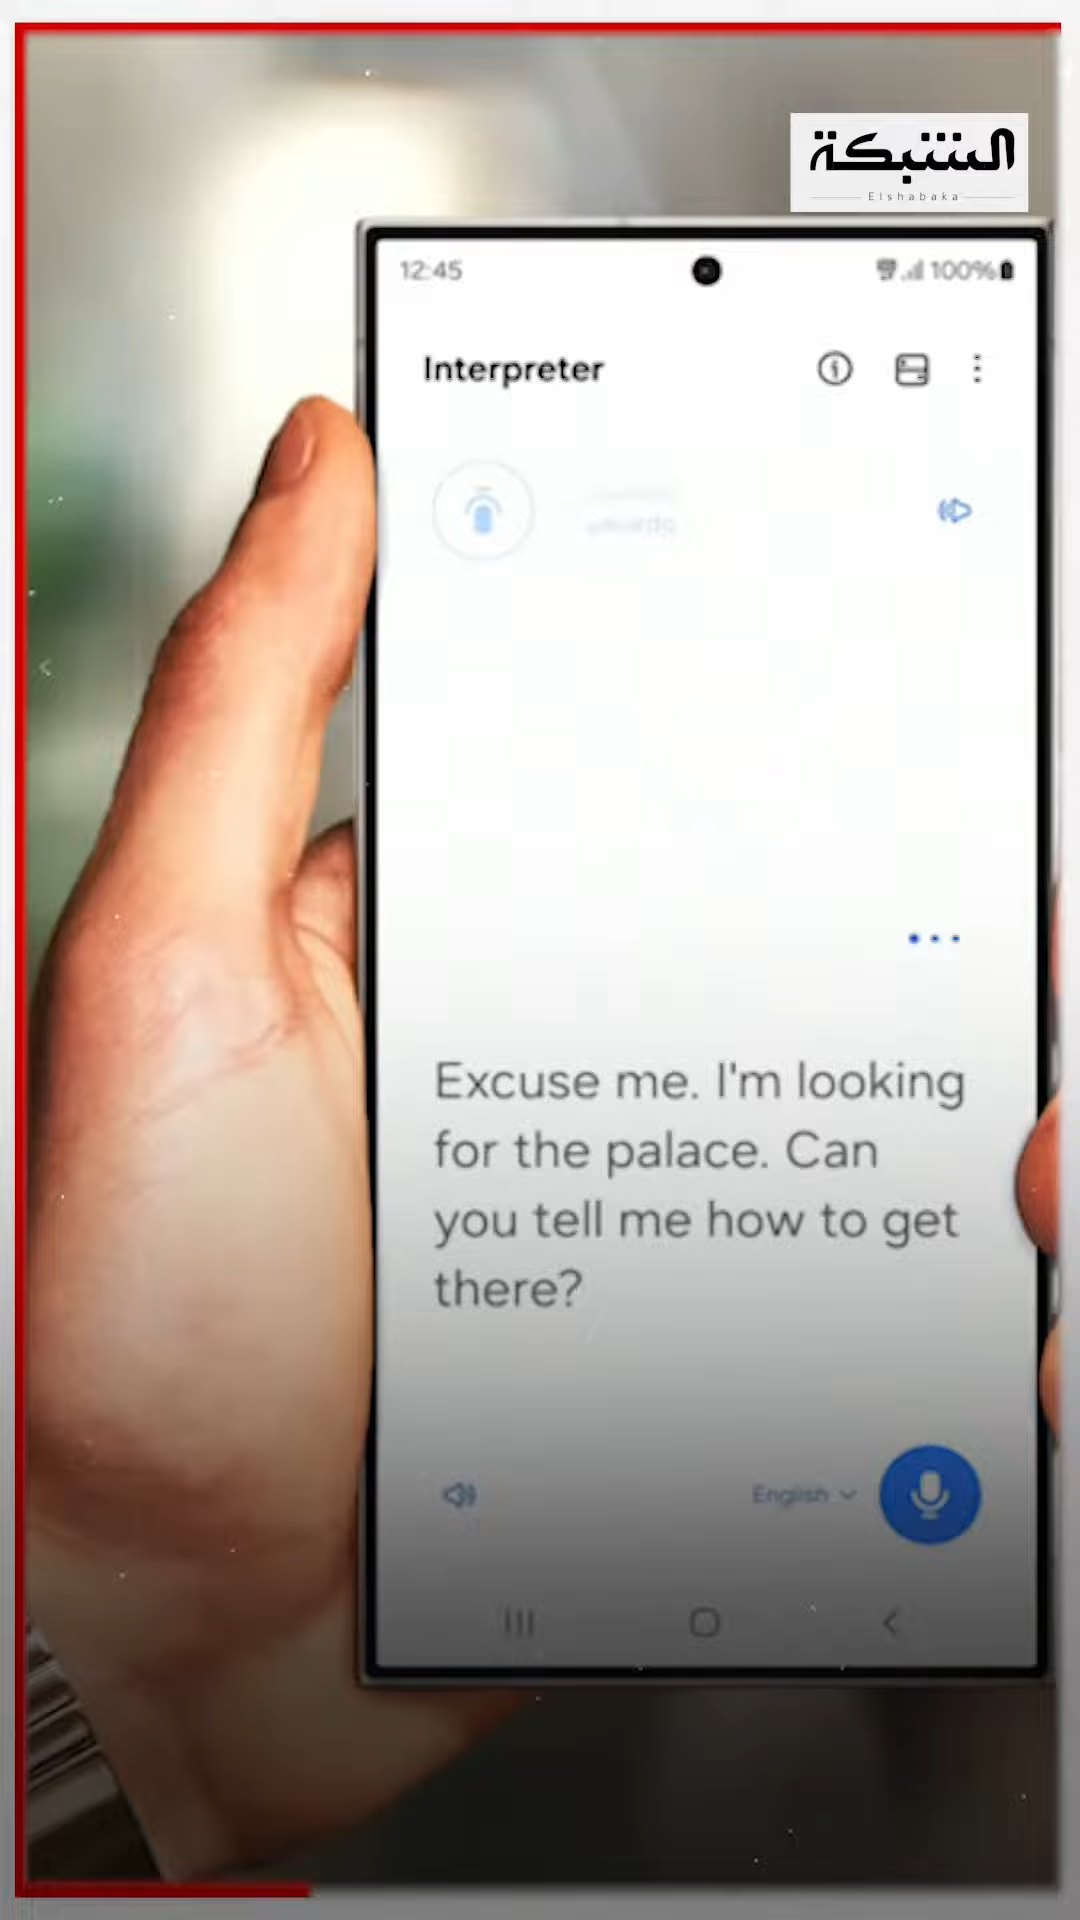 الشبكة
Elshabaka
12:45
100%
Interpreter
Excuse me. I'm looking
for the palace. Can
you tell me how to get
there?
English